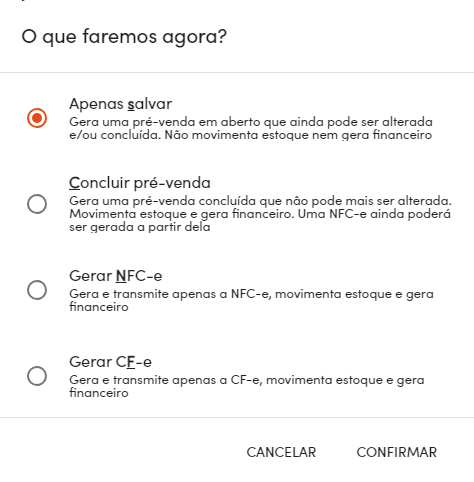 O que faremos agora?
Apenas salvar
Gera uma pré-venda em aberto que ainda pode ser alterada
e/ou concluída. Não movimenta estoque nem gera financeiro
Concluir pré-venda
Gera uma pré-venda concluída que não pode mais ser alterada.
Movimenta estoque e gera financeiro. Uma NFC-e ainda poderá
ser gerada a partir dela
Gerar NFC-e
Gera e transmite apenas a NFC-e, movimenta estoque e gera
financeiro
Gerar CF-e
Gera e transmite apenas a CF-e, movimenta estoque e gera
financeiro
CANCELAR CONFIRMAR